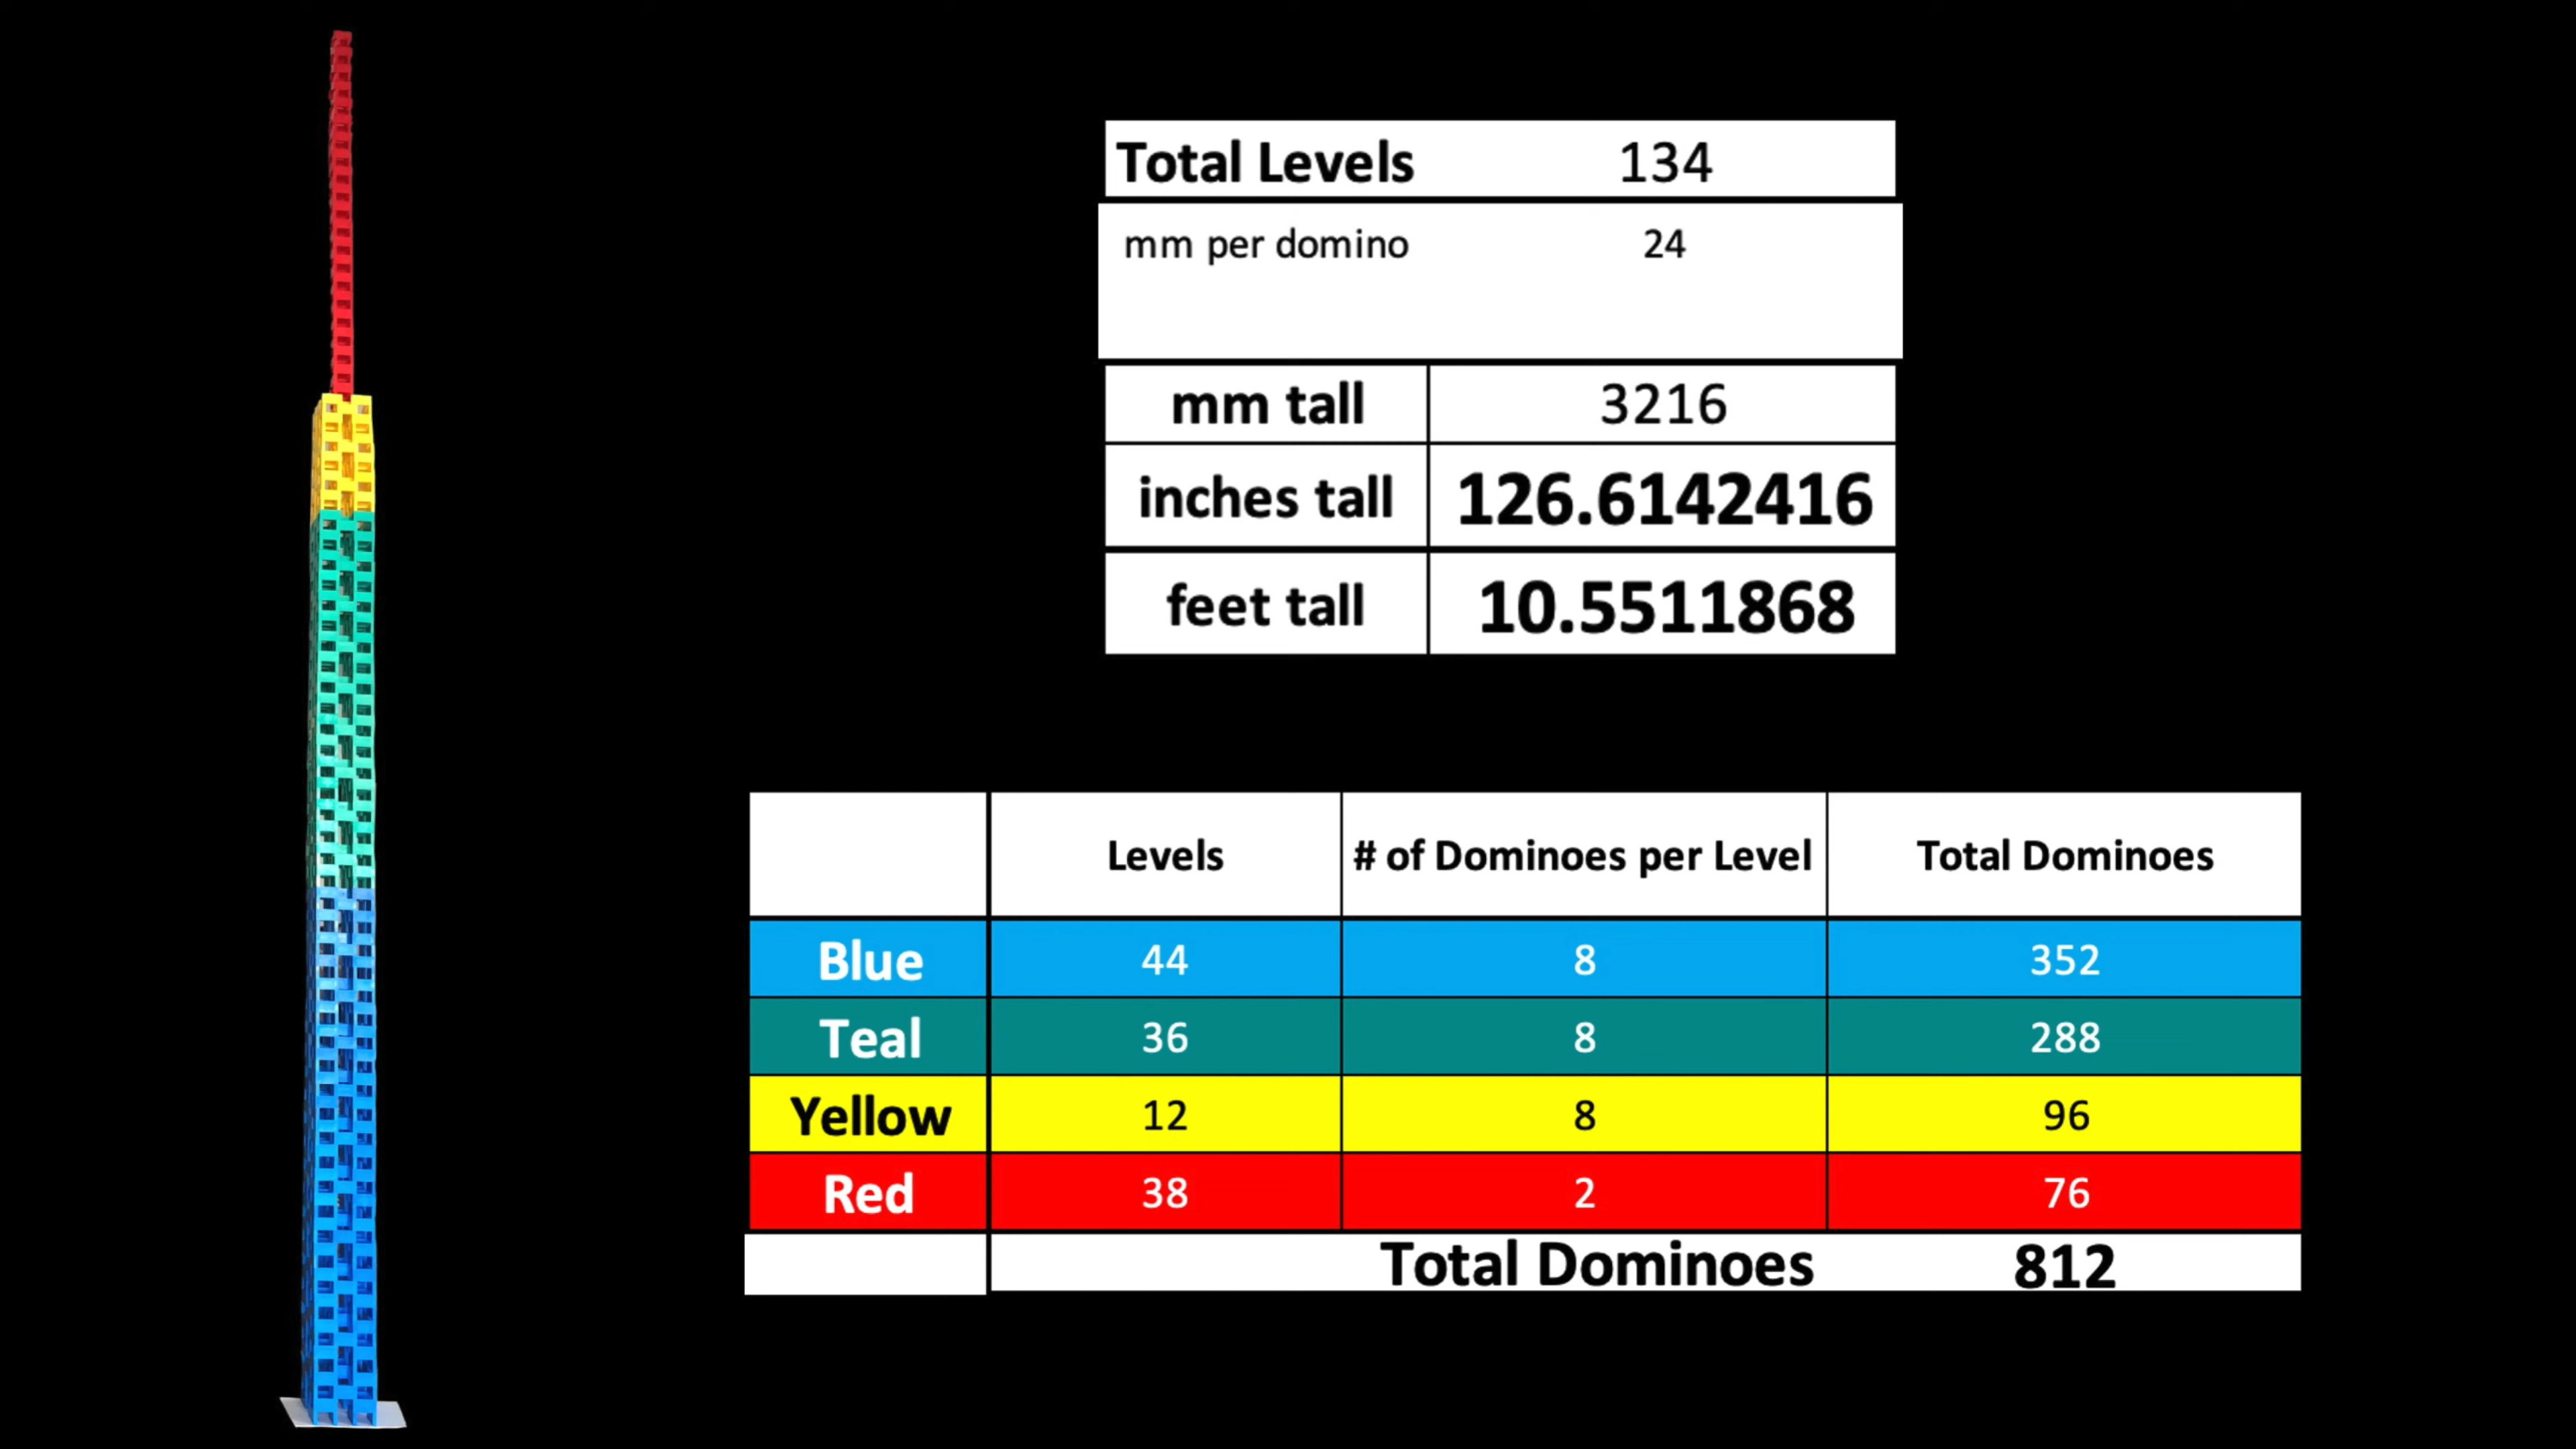 Total Levels 134
mm per domino 24
mm tall 3216
inches tall 126.6142416
feet tall 10.5511868
Levels # of Dominoes per Level Total Dominoes
Blue 44 8 352
Teal 36 8 288
Yellow 12 8 96
Red 38 2 76
Total Dominoes 812